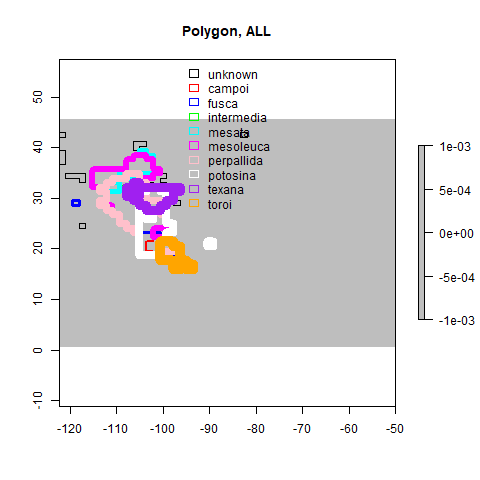 Polygon, ALL
unknown
campoi
fusca
intermedia
mesaia
mesoleuca
perpallida
potosina
texana
toroi
50
40
30
20
10
0
-10
-120
-110
-100
-90
-80
-70
-60
-50
1e-03
5e-04
0e+00
-5e-04
-1e-03